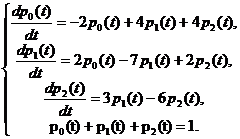 dp₀(t)/dt = −2p₀(t) + 4p₁(t) + 4p₂(t),
dp₁(t)/dt = 2p₀(t) − 7p₁(t) + 2p₂(t),
dp₂(t)/dt = 3p₁(t) − 6p₂(t),
p₀(t) + p₁(t) + p₂(t) = 1.